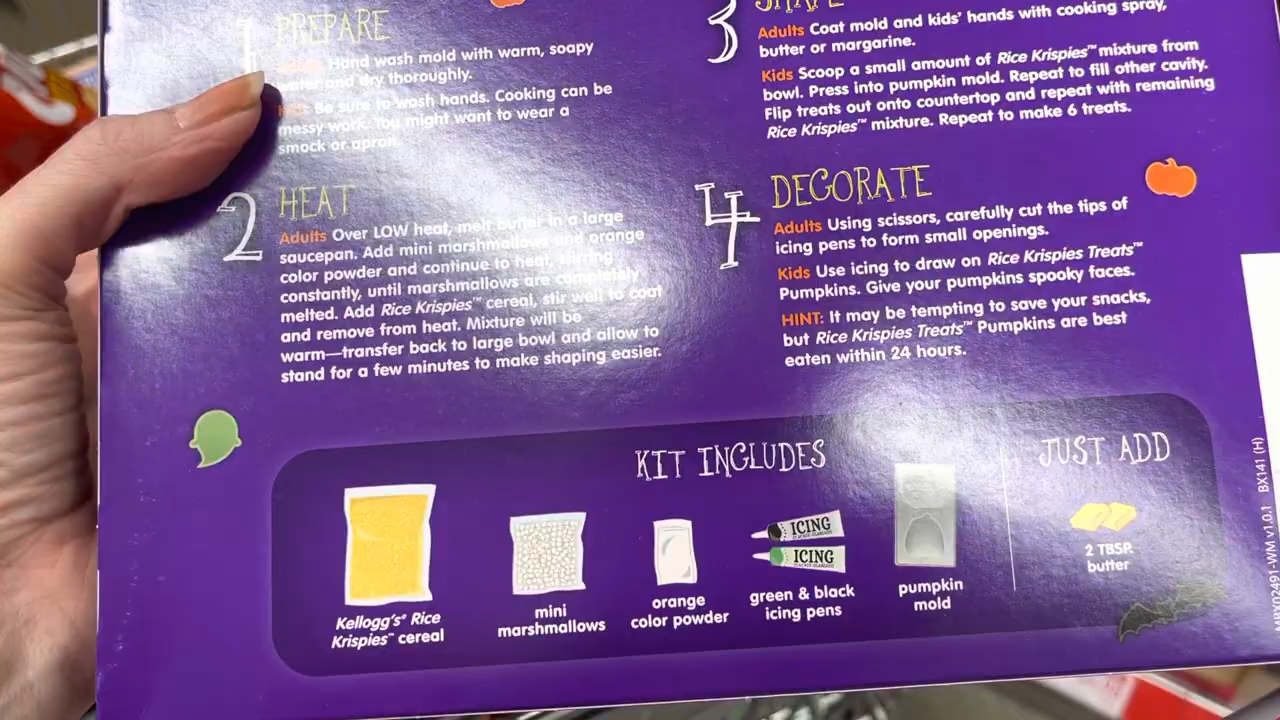 1 PREPARE
Adults Hand wash mold with warm, soapy
water and dry thoroughly.
Be sure to wash hands. Cooking can be
messy work. You might want to wear a
smock or apron.
2 HEAT
Adults Over LOW heat, melt butter in a large
saucepan. Add mini marshmallows and orange
color powder and continue to heat, stirring
constantly, until marshmallows are completely
melted. Add Rice Krispies™ cereal, stir well to coat
and remove from heat. Mixture will be
warm—transfer back to large bowl and allow to
stand for a few minutes to make shaping easier.
3 SHAPE
Adults Coat mold and kids' hands with cooking spray,
butter or margarine.
Kids Scoop a small amount of Rice Krispies™ mixture from
bowl. Press into pumpkin mold. Repeat to fill other cavity.
Flip treats out onto countertop and repeat with remaining
Rice Krispies™ mixture. Repeat to make 6 treats.
4 DECORATE
Adults Using scissors, carefully cut the tips of
icing pens to form small openings.
Kids Use icing to draw on Rice Krispies Treats™
Pumpkins. Give your pumpkins spooky faces.
HINT: It may be tempting to save your snacks,
but Rice Krispies Treats™ Pumpkins are best
eaten within 24 hours.
KIT INCLUDES
Kellogg's® Rice
Krispies™ cereal
mini
marshmallows
orange
color powder
ICING
ICING
green & black
icing pens
pumpkin
mold
JUST ADD
2 TBSP.
butter
02491-WM v1.0.1 BX141 (H)